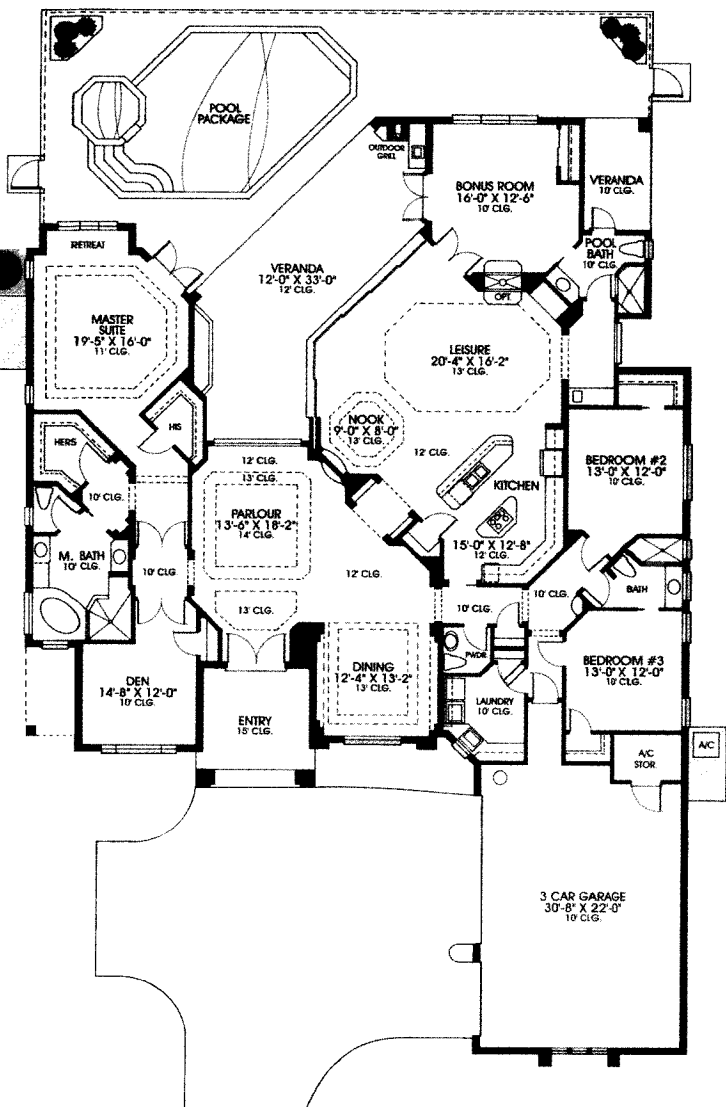 POOL
PACKAGE
OUTDOOR
GRILL
BONUS ROOM
16'-0" X 12'-6"
10' CLG.
VERANDA
10' CLG.
RETREAT
VERANDA
12'-0" X 33'-0"
12' CLG.
POOL
BATH
10' CLG.
OPT.
MASTER
SUITE
19'-5" X 16'-0"
11' CLG.
LEISURE
20'-4" X 16'-2"
13' CLG.
HIS
HERS
NOOK
9'-0" X 8'-0"
13' CLG.
12' CLG.
12' CLG.
13' CLG.
KITCHEN
15'-0" X 12'-8"
12' CLG.
BEDROOM #2
13'-0" X 12'-0"
10' CLG.
10' CLG.
PARLOUR
13'-6" X 18'-2"
14' CLG.
M. BATH
10' CLG.
10' CLG.
12' CLG.
10' CLG.
10' CLG.
BATH
13' CLG.
PWDR.
DEN
14'-8" X 12'-0"
10' CLG.
DINING
12'-4" X 13'-2"
13' CLG.
BEDROOM #3
13'-0" X 12'-0"
10' CLG.
LAUNDRY
10' CLG.
ENTRY
15' CLG.
A/C
STOR.
A/C
3 CAR GARAGE
30'-8" X 22'-0"
10' CLG.